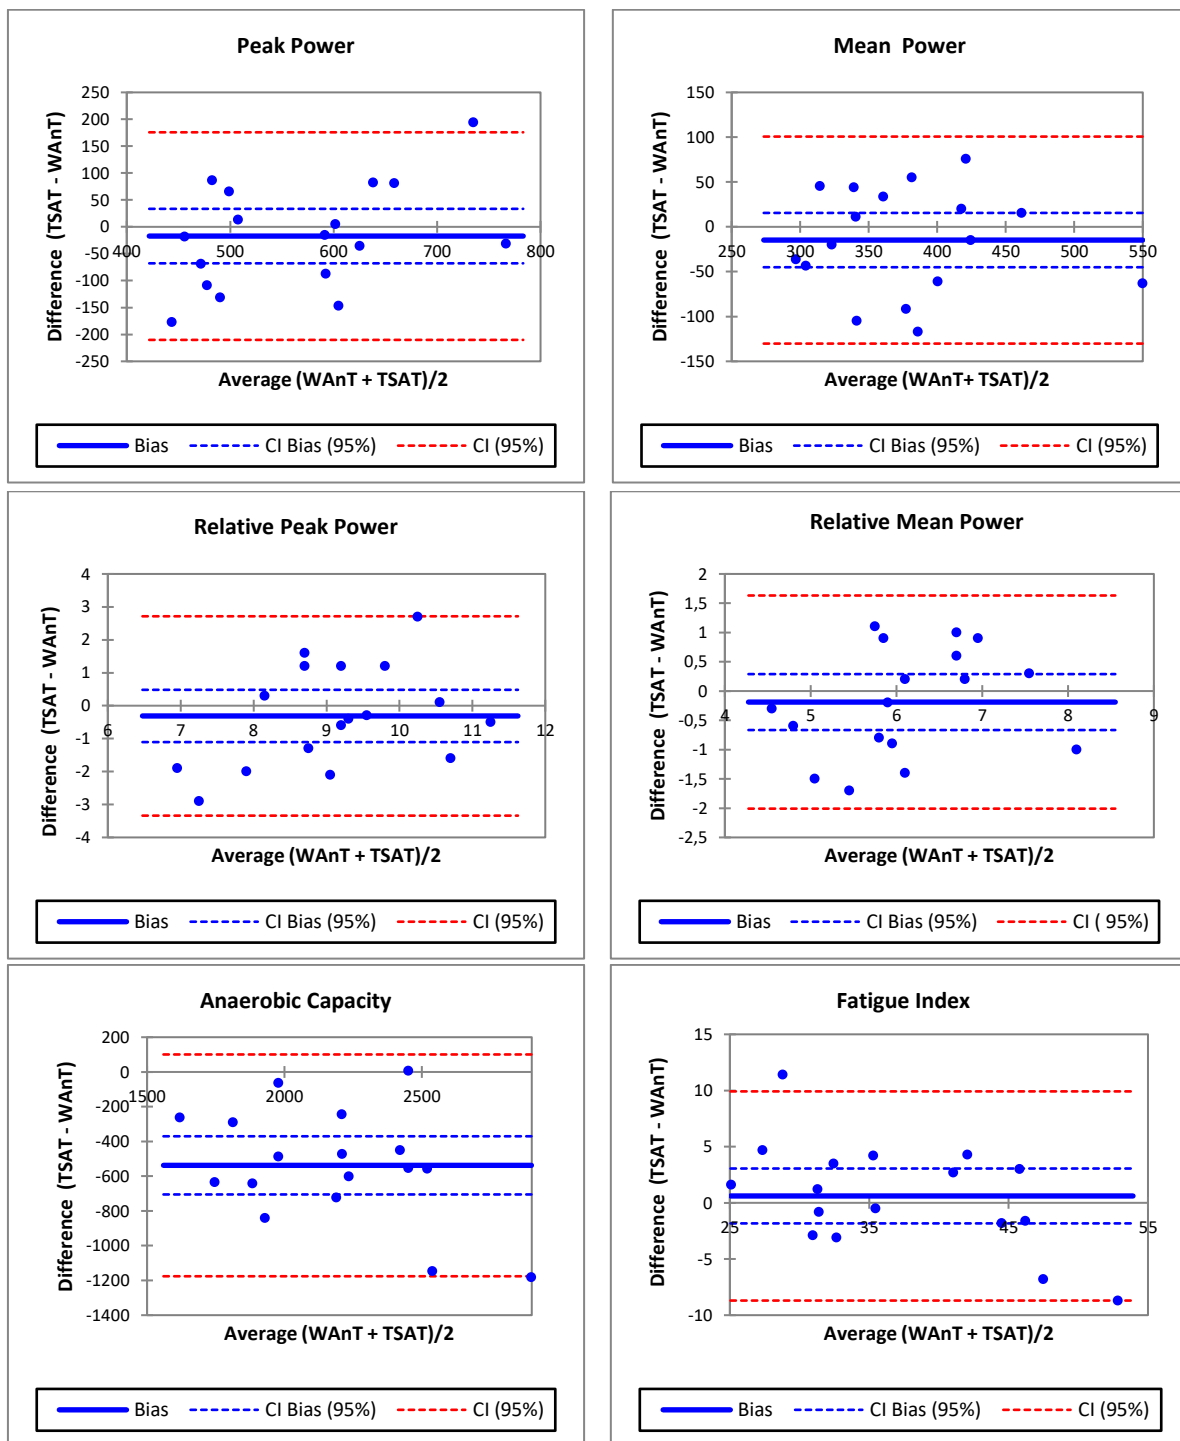 Peak Power
250
200
150
100
50
0
-50
-100
-150
-200
-250
400 500 600 700 800
Difference (TSAT - WAnT)
Average (WAnT + TSAT)/2
Bias CI Bias (95%) CI (95%)
Mean Power
150
100
50
0
-50
-100
-150
250 300 350 400 450 500 550
Difference (TSAT - WAnT)
Average (WAnT+ TSAT)/2
Bias CI Bias (95%) CI (95%)
Relative Peak Power
4
3
2
1
0
-1
-2
-3
-4
6 7 8 9 10 11 12
Difference (TSAT - WAnT)
Average (WAnT + TSAT)/2
Bias CI Bias (95%) CI (95%)
Relative Mean Power
2
1,5
1
0,5
0
-0,5
-1
-1,5
-2
-2,5
4 5 6 7 8 9
Difference (TSAT - WAnT)
Average (WAnT + TSAT)/2
Bias CI Bias (95%) CI ( 95%)
Anaerobic Capacity
200
0
-200
-400
-600
-800
-1000
-1200
-1400
1500 2000 2500
Difference (TSAT - WAnT)
Average (WAnT + TSAT)/2
Bias CI Bias (95%) CI (95%)
Fatigue Index
15
10
5
0
-5
-10
25 35 45 55
Difference (TSAT - WAnT)
Average (WAnT + TSAT)/2
Bias CI Bias (95%) CI (95%)